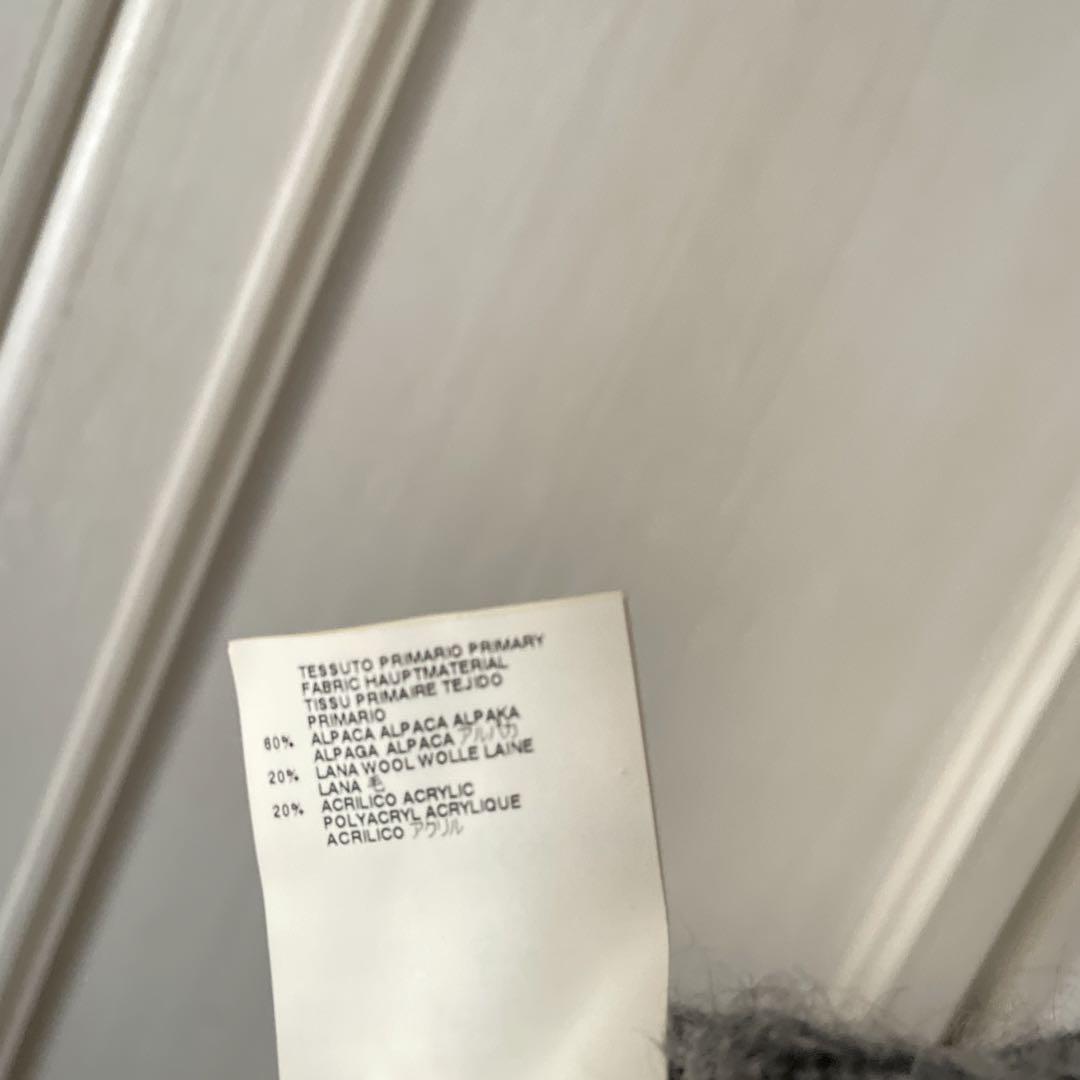 TESSUTO PRIMARIO PRIMARY
FABRIC HAUPTMATERIAL
TISSU PRIMAIRE TEJIDO
PRIMARIO
60% ALPACA ALPACA ALPAKA
ALPAGA ALPACA アルパカ
20% LANA WOOL WOLLE LAINE
LANA 毛
20% ACRILICO ACRYLIC
POLYACRYL ACRYLIQUE
ACRILICO アクリル